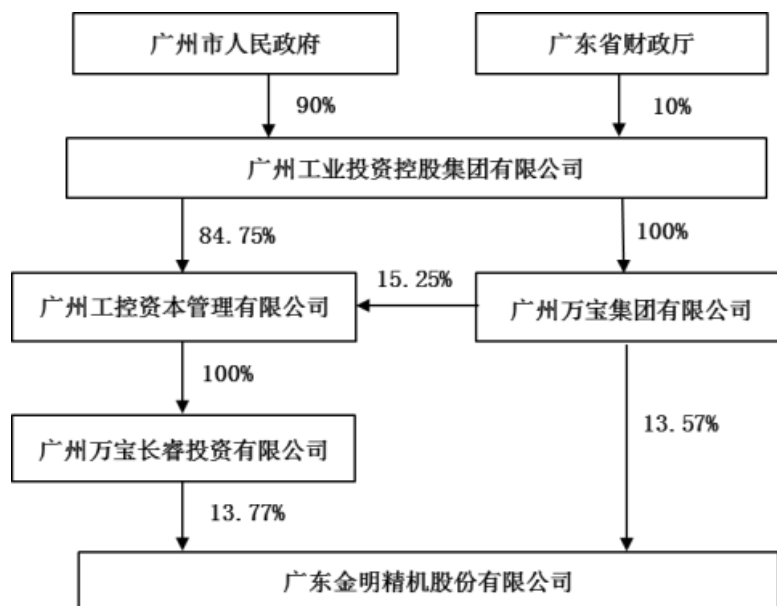 广州市人民政府
广东省财政厅
90%
10%
广州工业投资控股集团有限公司
84.75%
100%
15.25%
广州工控资本管理有限公司
广州万宝集团有限公司
100%
13.57%
广州万宝长睿投资有限公司
13.77%
广东金明精机股份有限公司